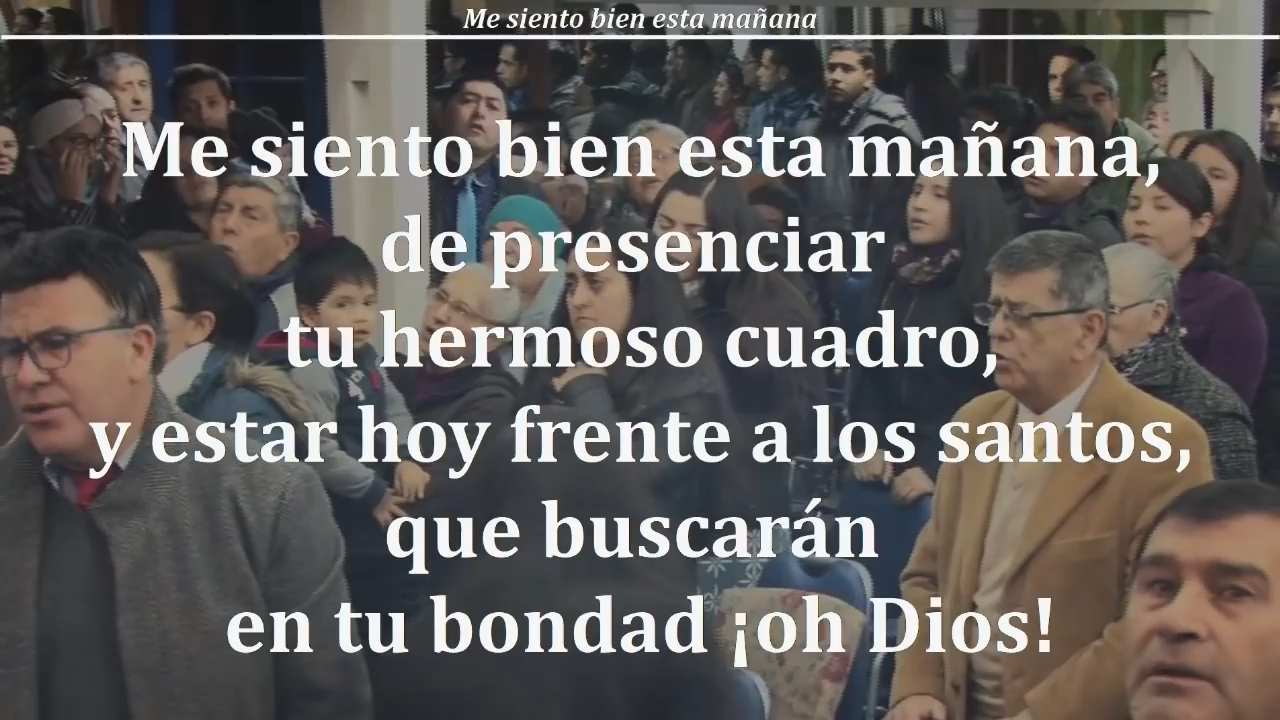 Me siento bien esta mañana
Me siento bien esta mañana,
de presenciar
tu hermoso cuadro,
y estar hoy frente a los santos,
que buscarán
en tu bondad ¡oh Dios!